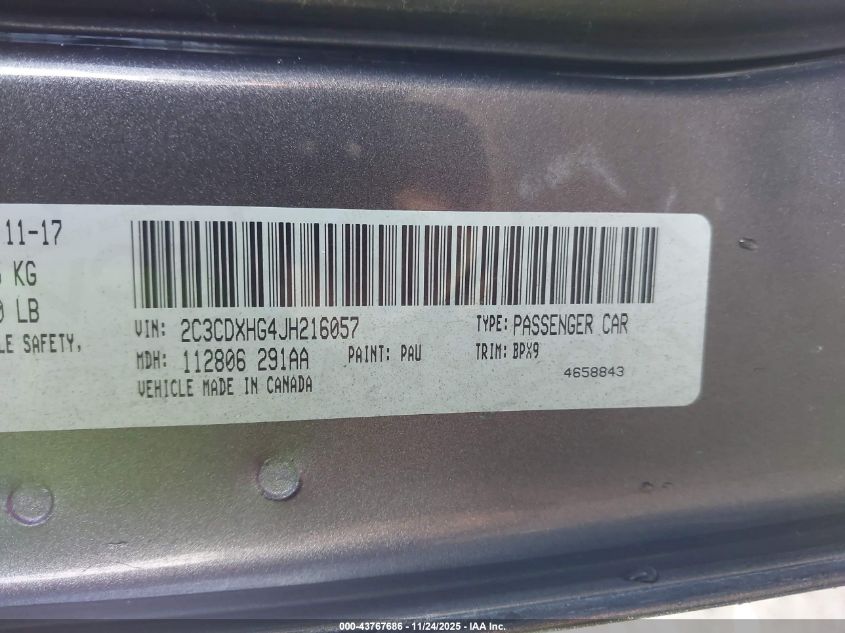 11-17
KG
LB
LE SAFETY,
VIN: 2C3CDXHG4JH216057
TYPE: PASSENGER CAR
MDH: 112806 291AA
PAINT: PAU
TRIM: BPX9
VEHICLE MADE IN CANADA
4658843
000-43767686 - 11/24/2025 - IAA Inc.